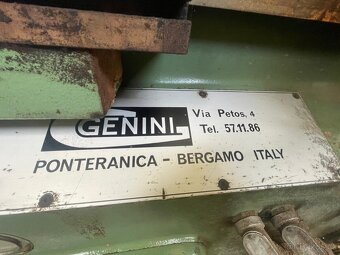 GENINI
Via Petos, 4
Tel. 57.11.86
PONTERANICA - BERGAMO ITALY